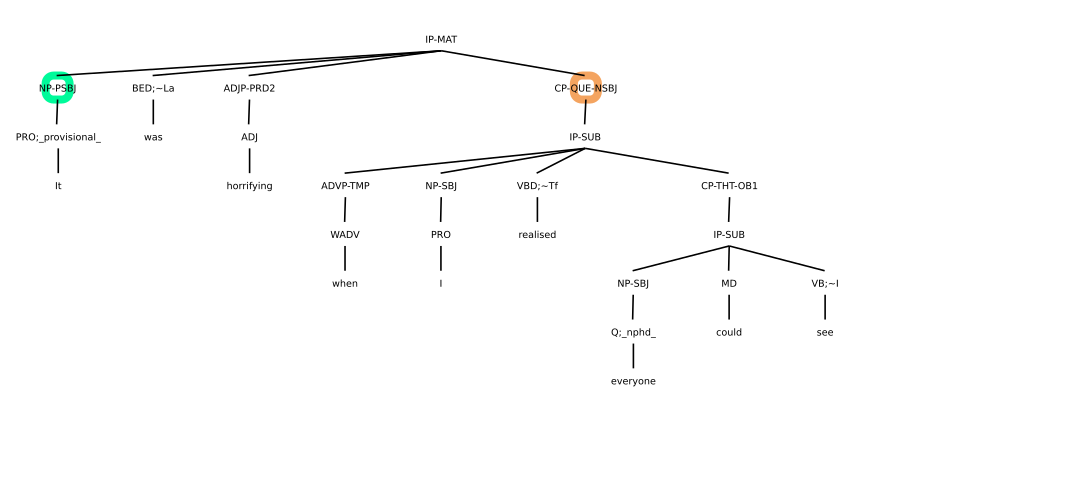 IP-MAT
NP-PSBJ BED;~La ADJP-PRD2 CP-QUE-NSBJ
PRO;_provisional_ was ADJ IP-SUB
It horrifying ADVP-TMP NP-SBJ VBD;~Tf CP-THT-OB1
WADV PRO realised IP-SUB
when I NP-SBJ MD VB;~I
Q;_nphd_ could see
everyone